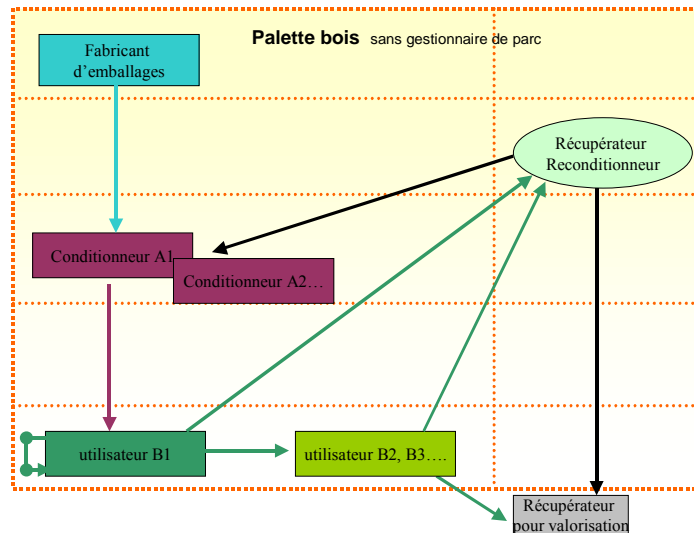 Palette bois sans gestionnaire de parc
Fabricant
d'emballages
Récupérateur
Reconditionneur
Conditionneur A1
Conditionneur A2…
utilisateur B1
utilisateur B2, B3….
Récupérateur
pour valorisation